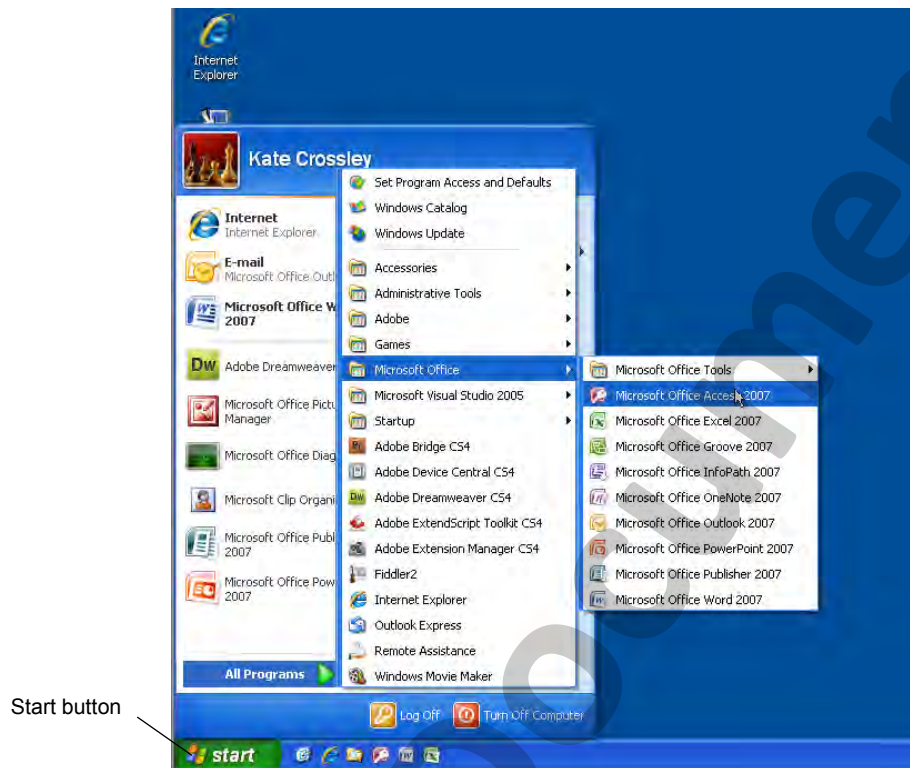 Internet
Explorer
Kate Crossley
Internet
Internet Explorer
E-mail
Microsoft Office
Microsoft Office
2007
Adobe Dreamweaver
Microsoft Office
Manager
Microsoft Office
Microsoft Clip
Microsoft Office
2007
Microsoft Office
2007
All Programs
Set Program Access and Defaults
Windows Catalog
Windows Update
Accessories
Administrative Tools
Adobe
Games
Microsoft Office
Microsoft Visual Studio 2005
Startup
Adobe Bridge CS4
Adobe Device Central CS4
Dw Adobe Dreamweaver CS4
Adobe ExtendScript Toolkit CS4
Adobe Extension Manager CS4
Fiddler2
Internet Explorer
Outlook Express
Remote Assistance
Windows Movie Maker
Microsoft Office Tools
Microsoft Office Access 2007
Microsoft Office Excel 2007
Microsoft Office Groove 2007
Microsoft Office InfoPath 2007
Microsoft Office OneNote 2007
Microsoft Office Outlook 2007
Microsoft Office PowerPoint 2007
Microsoft Office Publisher 2007
Microsoft Office Word 2007
Log Off Turn Off Computer
Start button
start